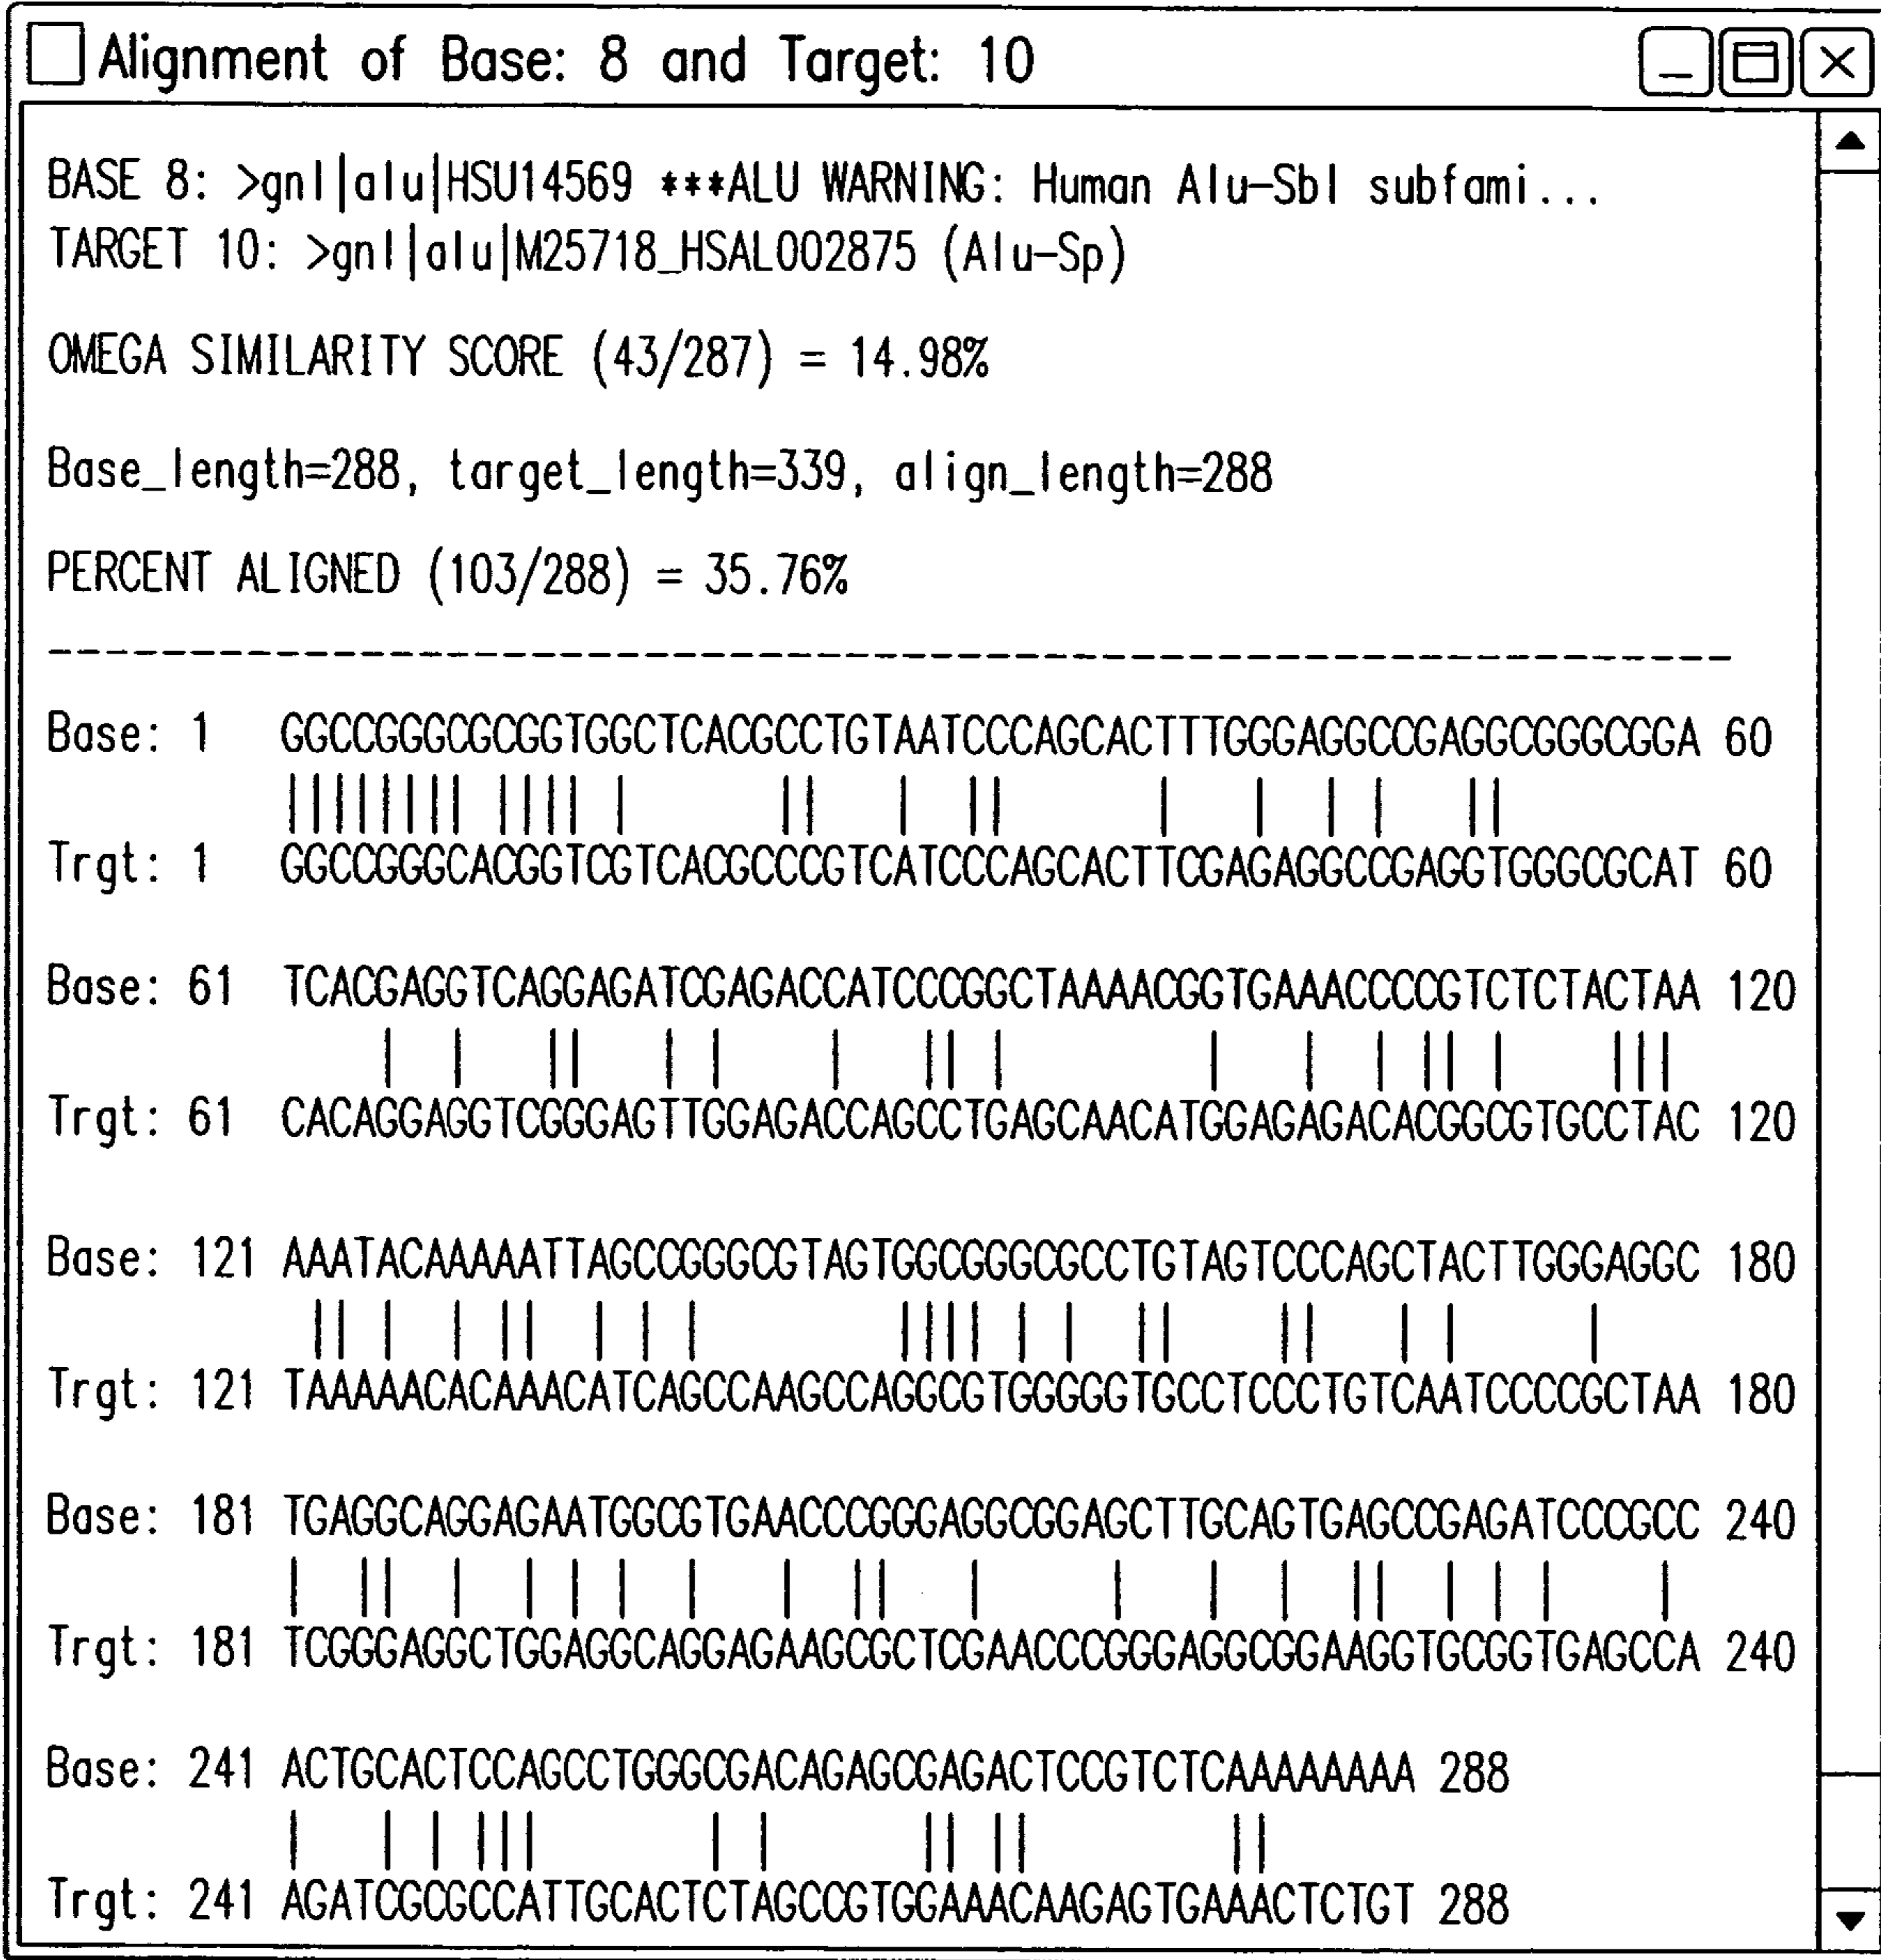 Alignment of Base: 8 and Target: 10
BASE 8: >gnl|alu|HSU14569 ***ALU WARNING: Human Alu-Sbl subfami...
TARGET 10: >gnl|alu|M25718_HSAL002875 (Alu-Sp)
OMEGA SIMILARITY SCORE (43/287) = 14.98%
Base_length=288, target_length=339, align_length=288
PERCENT ALIGNED (103/288) = 35.76%
-----------------------------------------------------------------------
Base: 1   GGCCGGGCGCGGTGGCTCACGCCTGTAATCCCAGCACTTTGGGAGGCCGAGGCGGGCGGA 60
          |||||||| |||| |      ||   |  ||      |   |  | |   ||
Trgt: 1   GGCCGGGCACGGTCGTCACGCCCGTCATCCCAGCACTTCGAGAGGCCGAGGTGGGCGCAT 60
Base: 61  TCACGAGGTCAGGAGATCGAGACCATCCCGGCTAAAACGGTGAAACCCCGTCTCTACTAA 120
              |  |   ||   | |    |   || |        |   |  | || |    |||
Trgt: 61  CACAGGAGGTCGGGAGTTGGAGACCAGCCTGAGCAACATGGAGAGACACGGCGTGCCTAC 120
Base: 121 AAATACAAAAATTAGCCGGGCGTAGTGGCGGGCGCCTGTAGTCCCAGCTACTTGGGAGGC 180
           || |  | ||  | | |        |||| | |  ||    ||   | |     |
Trgt: 121 TAAAAACACAAACATCAGCCAAGCCAGGCGTGGGGGTGCCTCCCTGTCAATCCCCGCTAA 180
Base: 181 TGAGGCAGGAGAATGGCGTGAACCCGGGAGGCGGAGCTTGCAGTGAGCCGAGATCCCGCC 240
          |  ||  |  | | |  |   |  ||   |     |   |  |  ||  | | |    |
Trgt: 181 TCGGGAGGCTGGAGGCAGGAGAAGCGCTCGAACCCGGGAGGCGGAAGGTGCGGTGAGCCA 240
Base: 241 ACTGCACTCCAGCCTGGGCGACAGAGCGAGACTCCGTCTCAAAAAAAA 288
          |   | | |||       | |      || ||        ||
Trgt: 241 AGATCGCGCCATTGCACTCTAGCCGTGGAAACAAGAGTGAAACTCTGT 288